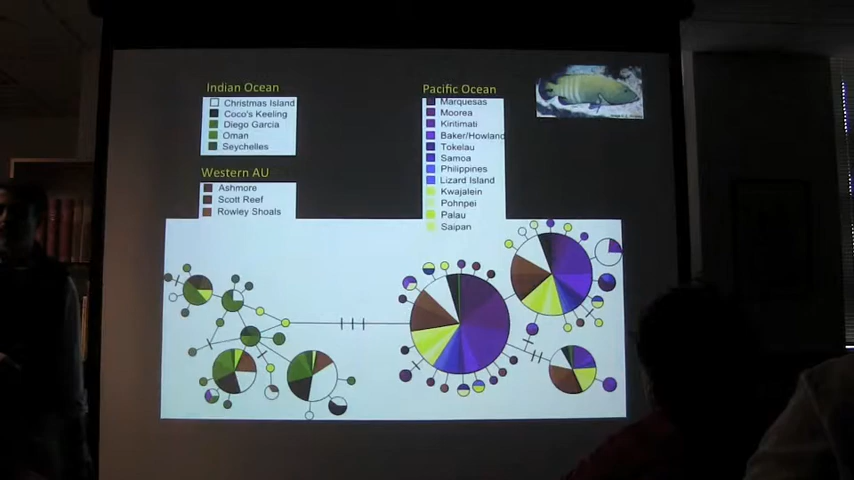 Indian Ocean
Christmas Island
Coco's Keeling
Diego Garcia
Oman
Seychelles
Western AU
Ashmore
Scott Reef
Rowley Shoals
Pacific Ocean
Marquesas
Moorea
Kiritimati
Baker/Howland
Tokelau
Samoa
Philippines
Lizard Island
Kwajalein
Pohnpei
Palau
Saipan